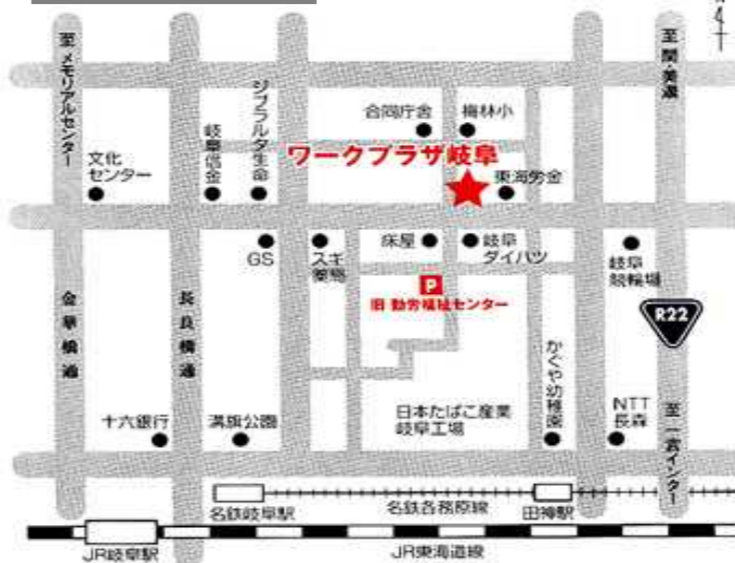 至 メモリアルセンター
至 関・美濃
ジブラルタ生命
合同庁舎
梅林小
岐阜信金
文化
センター
ワークプラザ岐阜
東海労金
GS
スギ
薬局
床屋
岐阜
ダイハツ
岐阜
競輪場
P
旧 勤労福祉センター
金華橋通
長良橋通
R22
かぐや幼稚園
十六銀行
溝旗公園
日本たばこ産業
岐阜工場
NTT
長森
至 一宮インター
名鉄岐阜駅
名鉄各務原線
田神駅
JR岐阜駅
JR東海道線